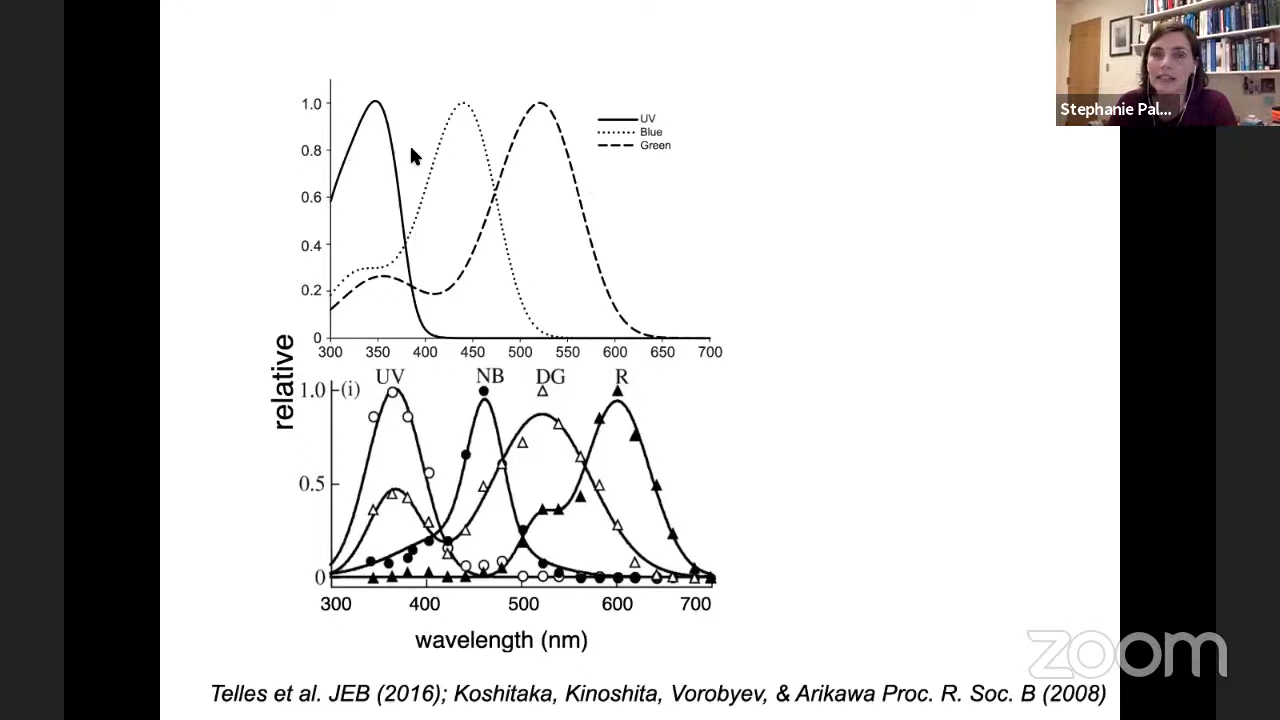 Stephanie Pal...
1.0
0.8
0.6
0.4
0.2
0
UV
Blue
Green
300 350 400 450 500 550 600 650 700
relative
UV NB DG R
1.0 (i)
0.5
0
300 400 500 600 700
wavelength (nm)
zoom
Telles et al. JEB (2016); Koshitaka, Kinoshita, Vorobyev, & Arikawa Proc. R. Soc. B (2008)